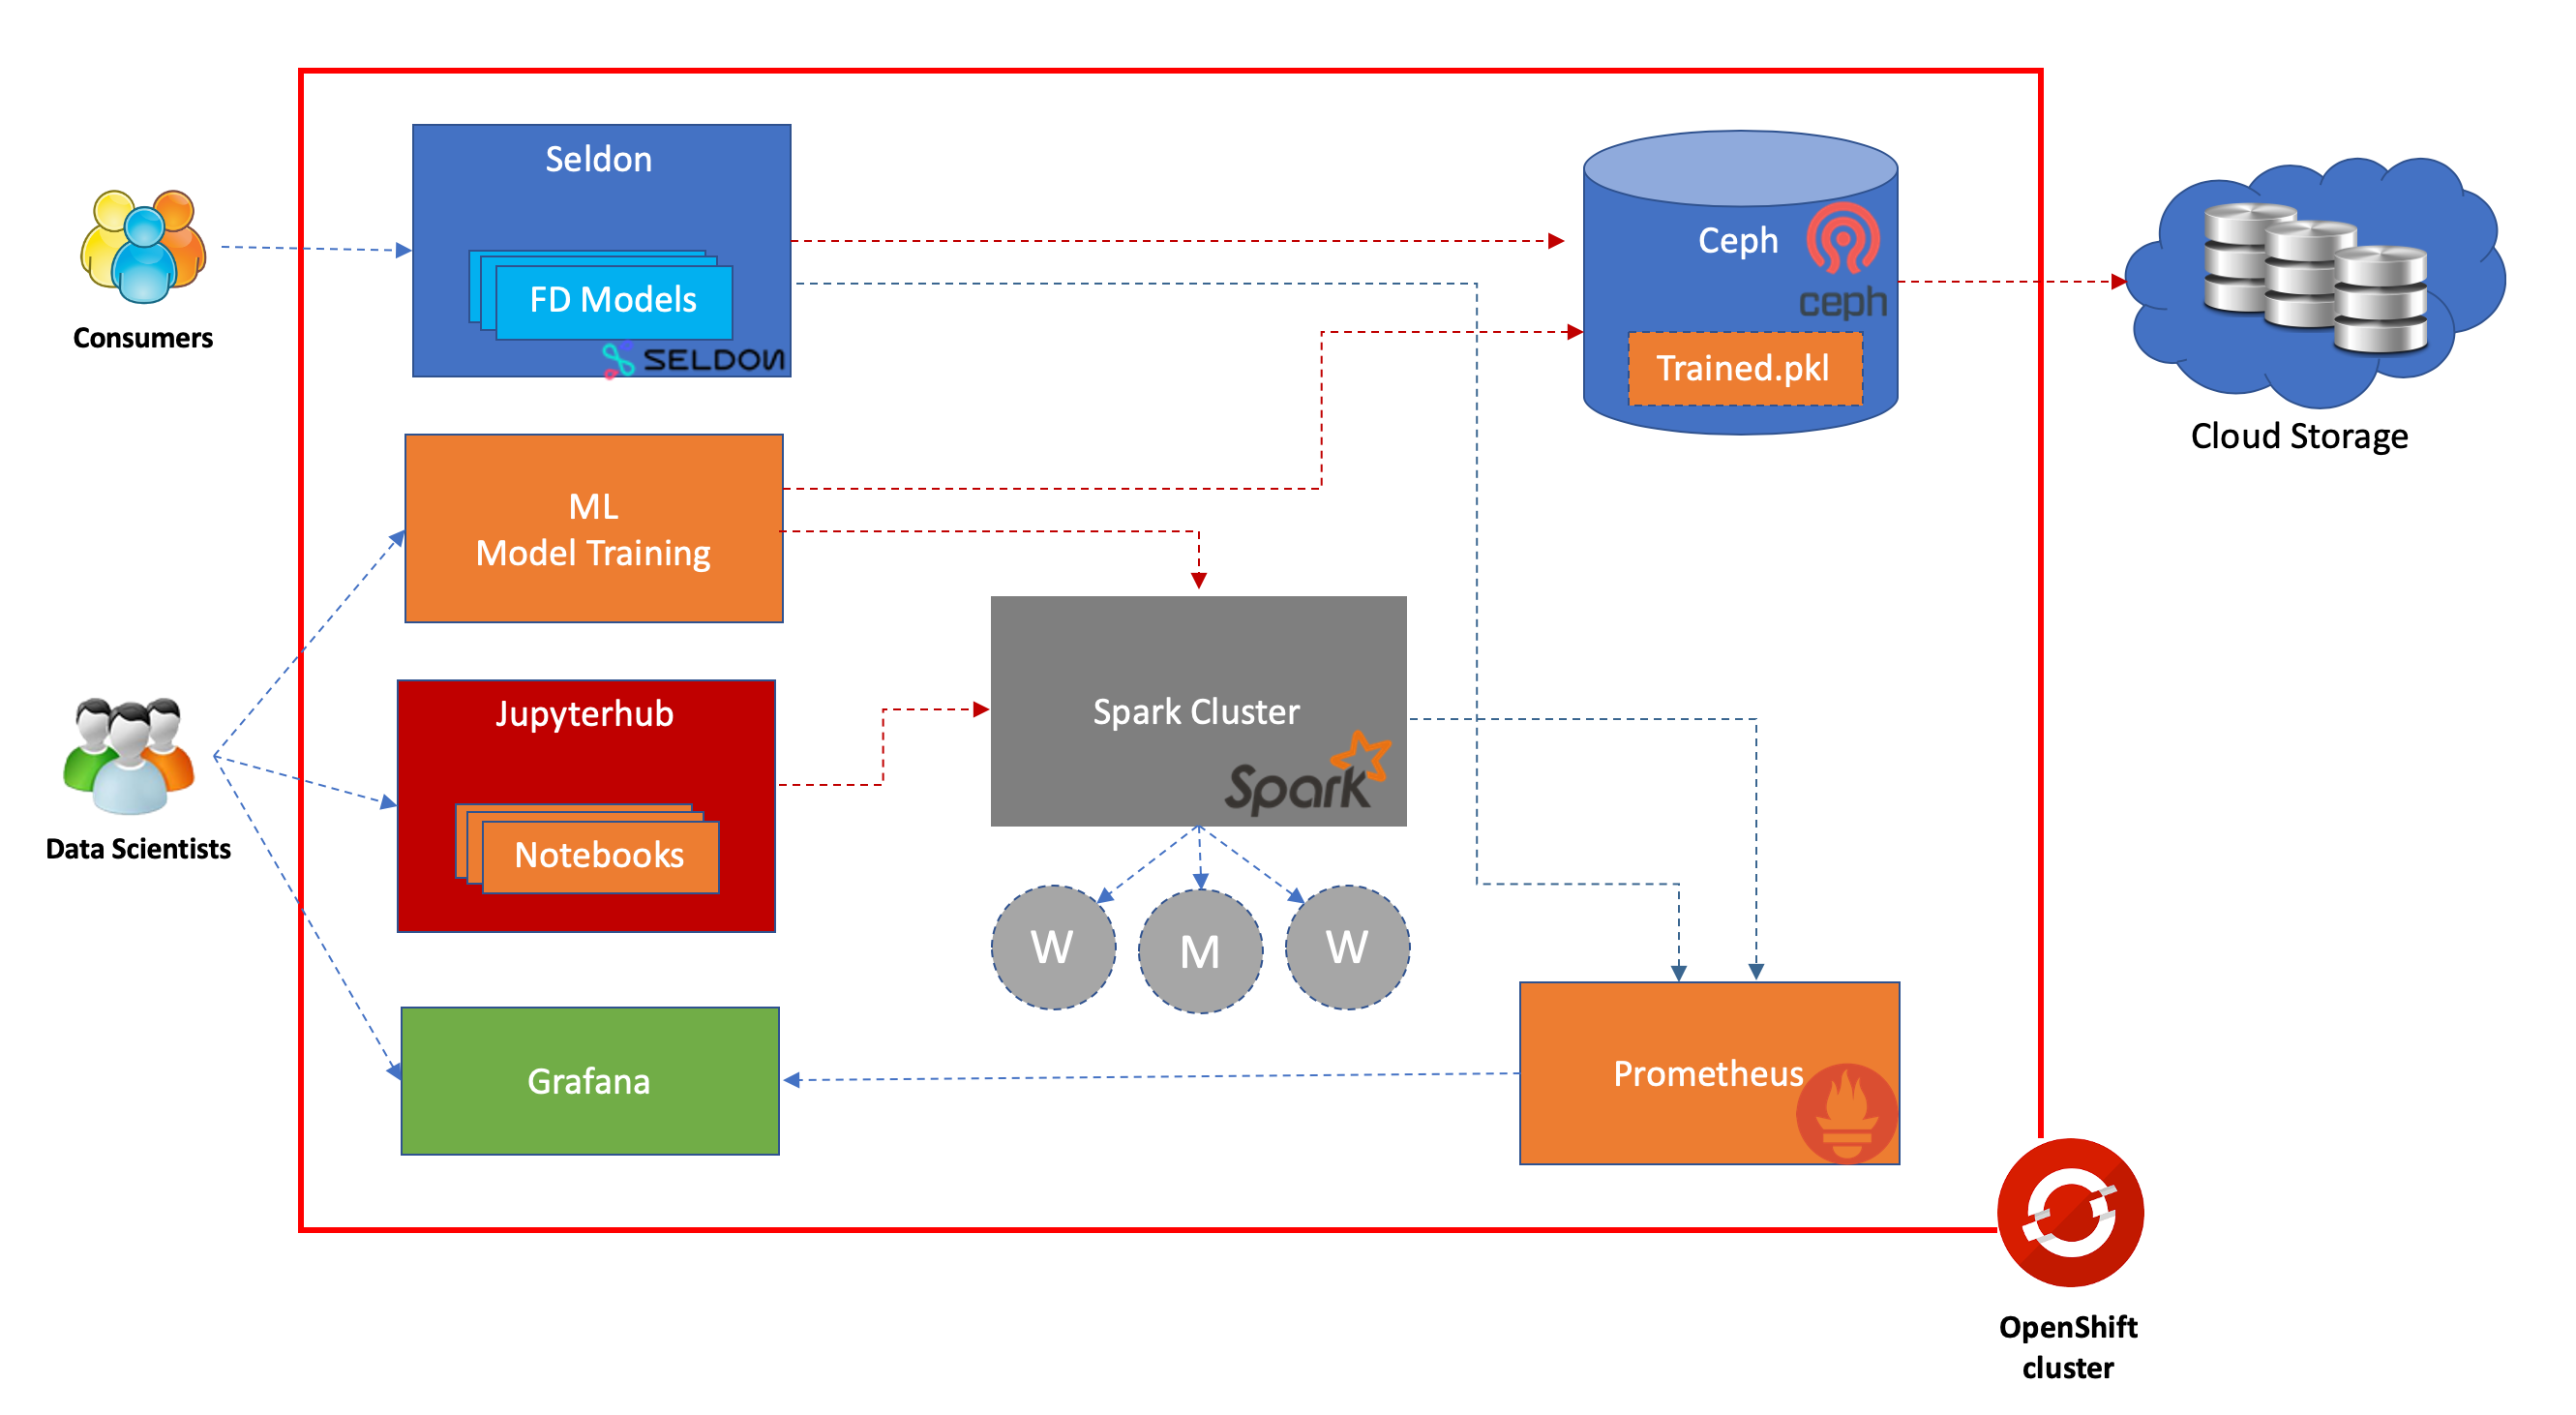 Seldon
FD Models
SELDON
Consumers
Ceph
ceph
Trained.pkl
Cloud Storage
ML
Model Training
Jupyterhub
Notebooks
Spark Cluster
Spark
Data Scientists
W
M
W
Grafana
Prometheus
OpenShift
cluster